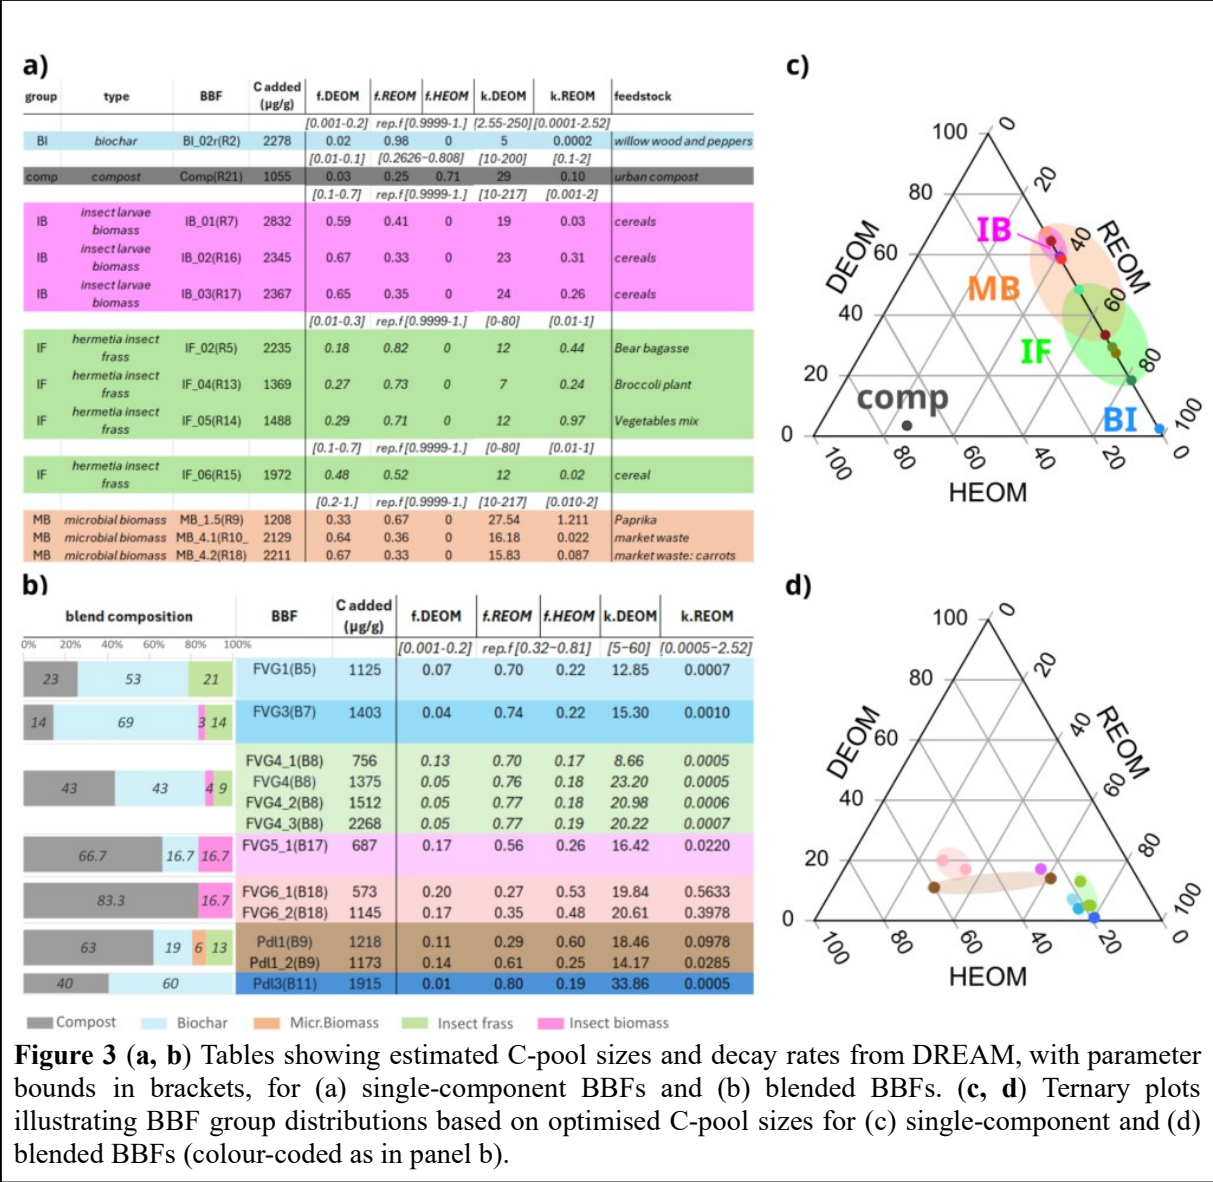 a)
group type BBF C added (µg/g) f.DEOM f.REOM f.HEOM k.DEOM k.REOM feedstock
[0.001-0.2] rep.f[0.9999-1.] (2.55-250] [0.0001-2.52]
BI biochar BI_02r(R2) 2278 0.02 0.98 0 5 0.0002 willow wood and peppers
[0.01-0.1] [0.2626-0.808] [10-200] [0.1-2]
comp compost Comp(R21) 1055 0.03 0.25 0.71 29 0.10 urban compost
[0.1-0.7] rep.f[0.9999-1.] [10-217] [0.001-2]
IB insect larvae biomass IB_01(R7) 2832 0.59 0.41 0 19 0.03 cereals
IB insect larvae biomass IB_02(R16) 2345 0.67 0.33 0 23 0.31 cereals
IB insect larvae biomass IB_03(R17) 2367 0.65 0.35 0 24 0.26 cereals
[0.01-0.3] rep.f[0.9999-1.] [0-80] [0.01-1]
IF hermetia insect frass IF_02(R5) 2235 0.18 0.82 0 12 0.44 Bear bagasse
IF hermetia insect frass IF_04(R13) 1369 0.27 0.73 0 7 0.24 Broccoli plant
IF hermetia insect frass IF_05(R14) 1488 0.29 0.71 0 12 0.97 Vegetables mix
[0.1-0.7] rep.f[0.9999-1.] [0-80] [0.01-1]
IF hermetia insect frass IF_06(R15) 1972 0.48 0.52 12 0.02 cereal
[0.2-1.] rep.f[0.9999-1.] [10-217] [0.010-2]
MB microbial biomass MB_1.5(R9) 1208 0.33 0.67 0 27.54 1.211 Paprika
MB microbial biomass MB_4.1(R10_ 2129 0.64 0.36 0 16.18 0.022 market waste
MB microbial biomass MB_4.2(R18) 2211 0.67 0.33 0 15.83 0.087 market waste: carrots
c)
100 0
80 20
IB 40
DEOM 60 REOM
MB
40 60
IF
20 80
comp
BI 100
0 0
100 80 60 40 20
HEOM
b)
blend composition BBF C added (µg/g) f.DEOM f.REOM f.HEOM k.DEOM k.REOM
0% 20% 40% 60% 80% 100% [0.001-0.2] rep.f[0.32-0.81] [5-60] [0.0005-2.52]
23 53 21 FVG1(B5) 1125 0.07 0.70 0.22 12.85 0.0007
14 69 3 14 FVG3(B7) 1403 0.04 0.74 0.22 15.30 0.0010
FVG4_1(B8) 756 0.13 0.70 0.17 8.66 0.0005
43 43 4 9 FVG4(B8) 1375 0.05 0.76 0.18 23.20 0.0005
FVG4_2(B8) 1512 0.05 0.77 0.18 20.98 0.0006
FVG4_3(B8) 2268 0.05 0.77 0.19 20.22 0.0007
66.7 16.7 16.7 FVG5_1(B17) 687 0.17 0.56 0.26 16.42 0.0220
83.3 16.7 FVG6_1(B18) 573 0.20 0.27 0.53 19.84 0.5633
FVG6_2(B18) 1145 0.17 0.35 0.48 20.61 0.3978
63 19 6 13 Pdl1(B9) 1218 0.11 0.29 0.60 18.46 0.0978
Pdl1_2(B9) 1173 0.14 0.61 0.25 14.17 0.0285
40 60 Pdl3(B11) 1915 0.01 0.80 0.19 33.86 0.0005
Compost Biochar Micr.Biomass Insect frass Insect biomass
d)
100 0
80 20
DEOM 60 40 REOM
40 60
20 80
0 100
100 80 60 40 20 0
HEOM
Figure 3 (a, b) Tables showing estimated C-pool sizes and decay rates from DREAM, with parameter
bounds in brackets, for (a) single-component BBFs and (b) blended BBFs. (c, d) Ternary plots
illustrating BBF group distributions based on optimised C-pool sizes for (c) single-component and (d)
blended BBFs (colour-coded as in panel b).